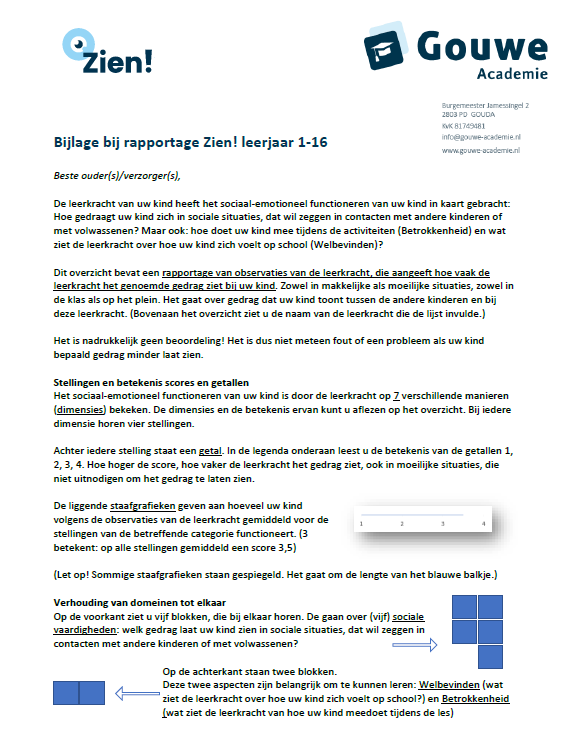 Zien!
Gouwe
Academie
Burgemeester Jamessingel 2
2803 PD GOUDA
KvK 81749481
info@gouwe-academie.nl
www.gouwe-academie.nl
Bijlage bij rapportage Zien! leerjaar 1-16
Beste ouder(s)/verzorger(s),
De leerkracht van uw kind heeft het sociaal-emotioneel functioneren van uw kind in kaart gebracht:
Hoe gedraagt uw kind zich in sociale situaties, dat wil zeggen in contacten met andere kinderen of
met volwassenen? Maar ook: hoe doet uw kind mee tijdens de activiteiten (Betrokkenheid) en wat
ziet de leerkracht over hoe uw kind zich voelt op school (Welbevinden)?
Dit overzicht bevat een rapportage van observaties van de leerkracht, die aangeeft hoe vaak de
leerkracht het genoemde gedrag ziet bij uw kind. Zowel in makkelijke als moeilijke situaties, zowel in
de klas als op het plein. Het gaat over gedrag dat uw kind toont tussen de andere kinderen en bij
deze leerkracht. (Bovenaan het overzicht ziet u de naam van de leerkracht die de lijst invulde.)
Het is nadrukkelijk geen beoordeling! Het is dus niet meteen fout of een probleem als uw kind
bepaald gedrag minder laat zien.
Stellingen en betekenis scores en getallen
Het sociaal-emotioneel functioneren van uw kind is door de leerkracht op 7 verschillende manieren
(dimensies) bekeken. De dimensies en de betekenis ervan kunt u aflezen op het overzicht. Bij iedere
dimensie horen vier stellingen.
Achter iedere stelling staat een getal. In de legenda onderaan leest u de betekenis van de getallen 1,
2, 3, 4. Hoe hoger de score, hoe vaker de leerkracht het gedrag ziet, ook in moeilijke situaties, die
niet uitnodigen om het gedrag te laten zien.
De liggende staafgrafieken geven aan hoeveel uw kind
volgens de observaties van de leerkracht gemiddeld voor de
stellingen van de betreffende categorie functioneert. (3
betekent: op alle stellingen gemiddeld een score 3,5)
1 2 3 4
(Let op! Sommige staafgrafieken staan gespiegeld. Het gaat om de lengte van het blauwe balkje.)
Verhouding van domeinen tot elkaar
Op de voorkant ziet u vijf blokken, die bij elkaar horen. De gaan over (vijf) sociale
vaardigheden: welk gedrag laat uw kind zien in sociale situaties, dat wil zeggen in
contacten met andere kinderen of met volwassenen?
Op de achterkant staan twee blokken.
Deze twee aspecten zijn belangrijk om te kunnen leren: Welbevinden (wat
ziet de leerkracht over hoe uw kind zich voelt op school?) en Betrokkenheid
(wat ziet de leerkracht van hoe uw kind meedoet tijdens de les)